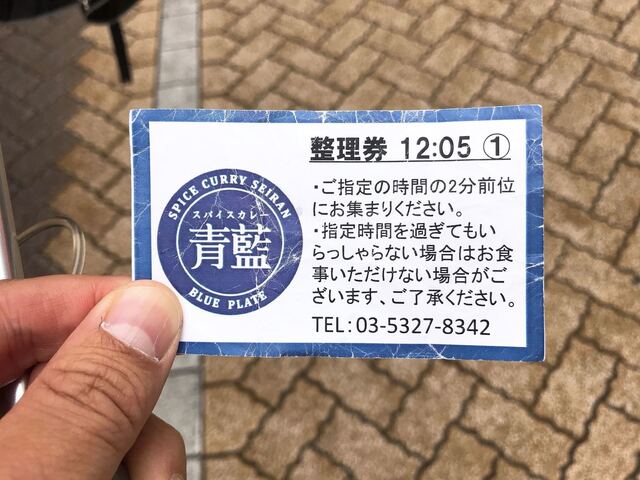 整理券 12:05 ①
・ご指定の時間の2分前位
にお集まりください。
・指定時間を過ぎてもい
らっしゃらない場合はお食
事いただけない場合がご
ざいます、ご了承ください。
TEL:03-5327-8342
SPICE CURRY SEIRAN
スパイスカレー
青藍
BLUE PLATE